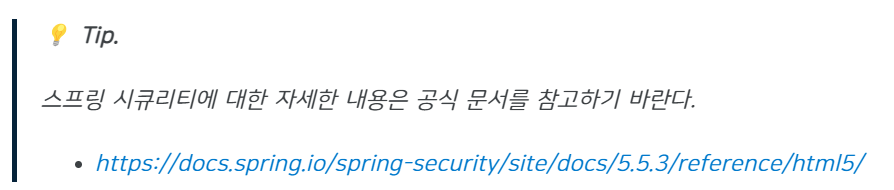 💡 Tip.
스프링 시큐리티에 대한 자세한 내용은 공식 문서를 참고하기 바란다.
• https://docs.spring.io/spring-security/site/docs/5.5.3/reference/html5/